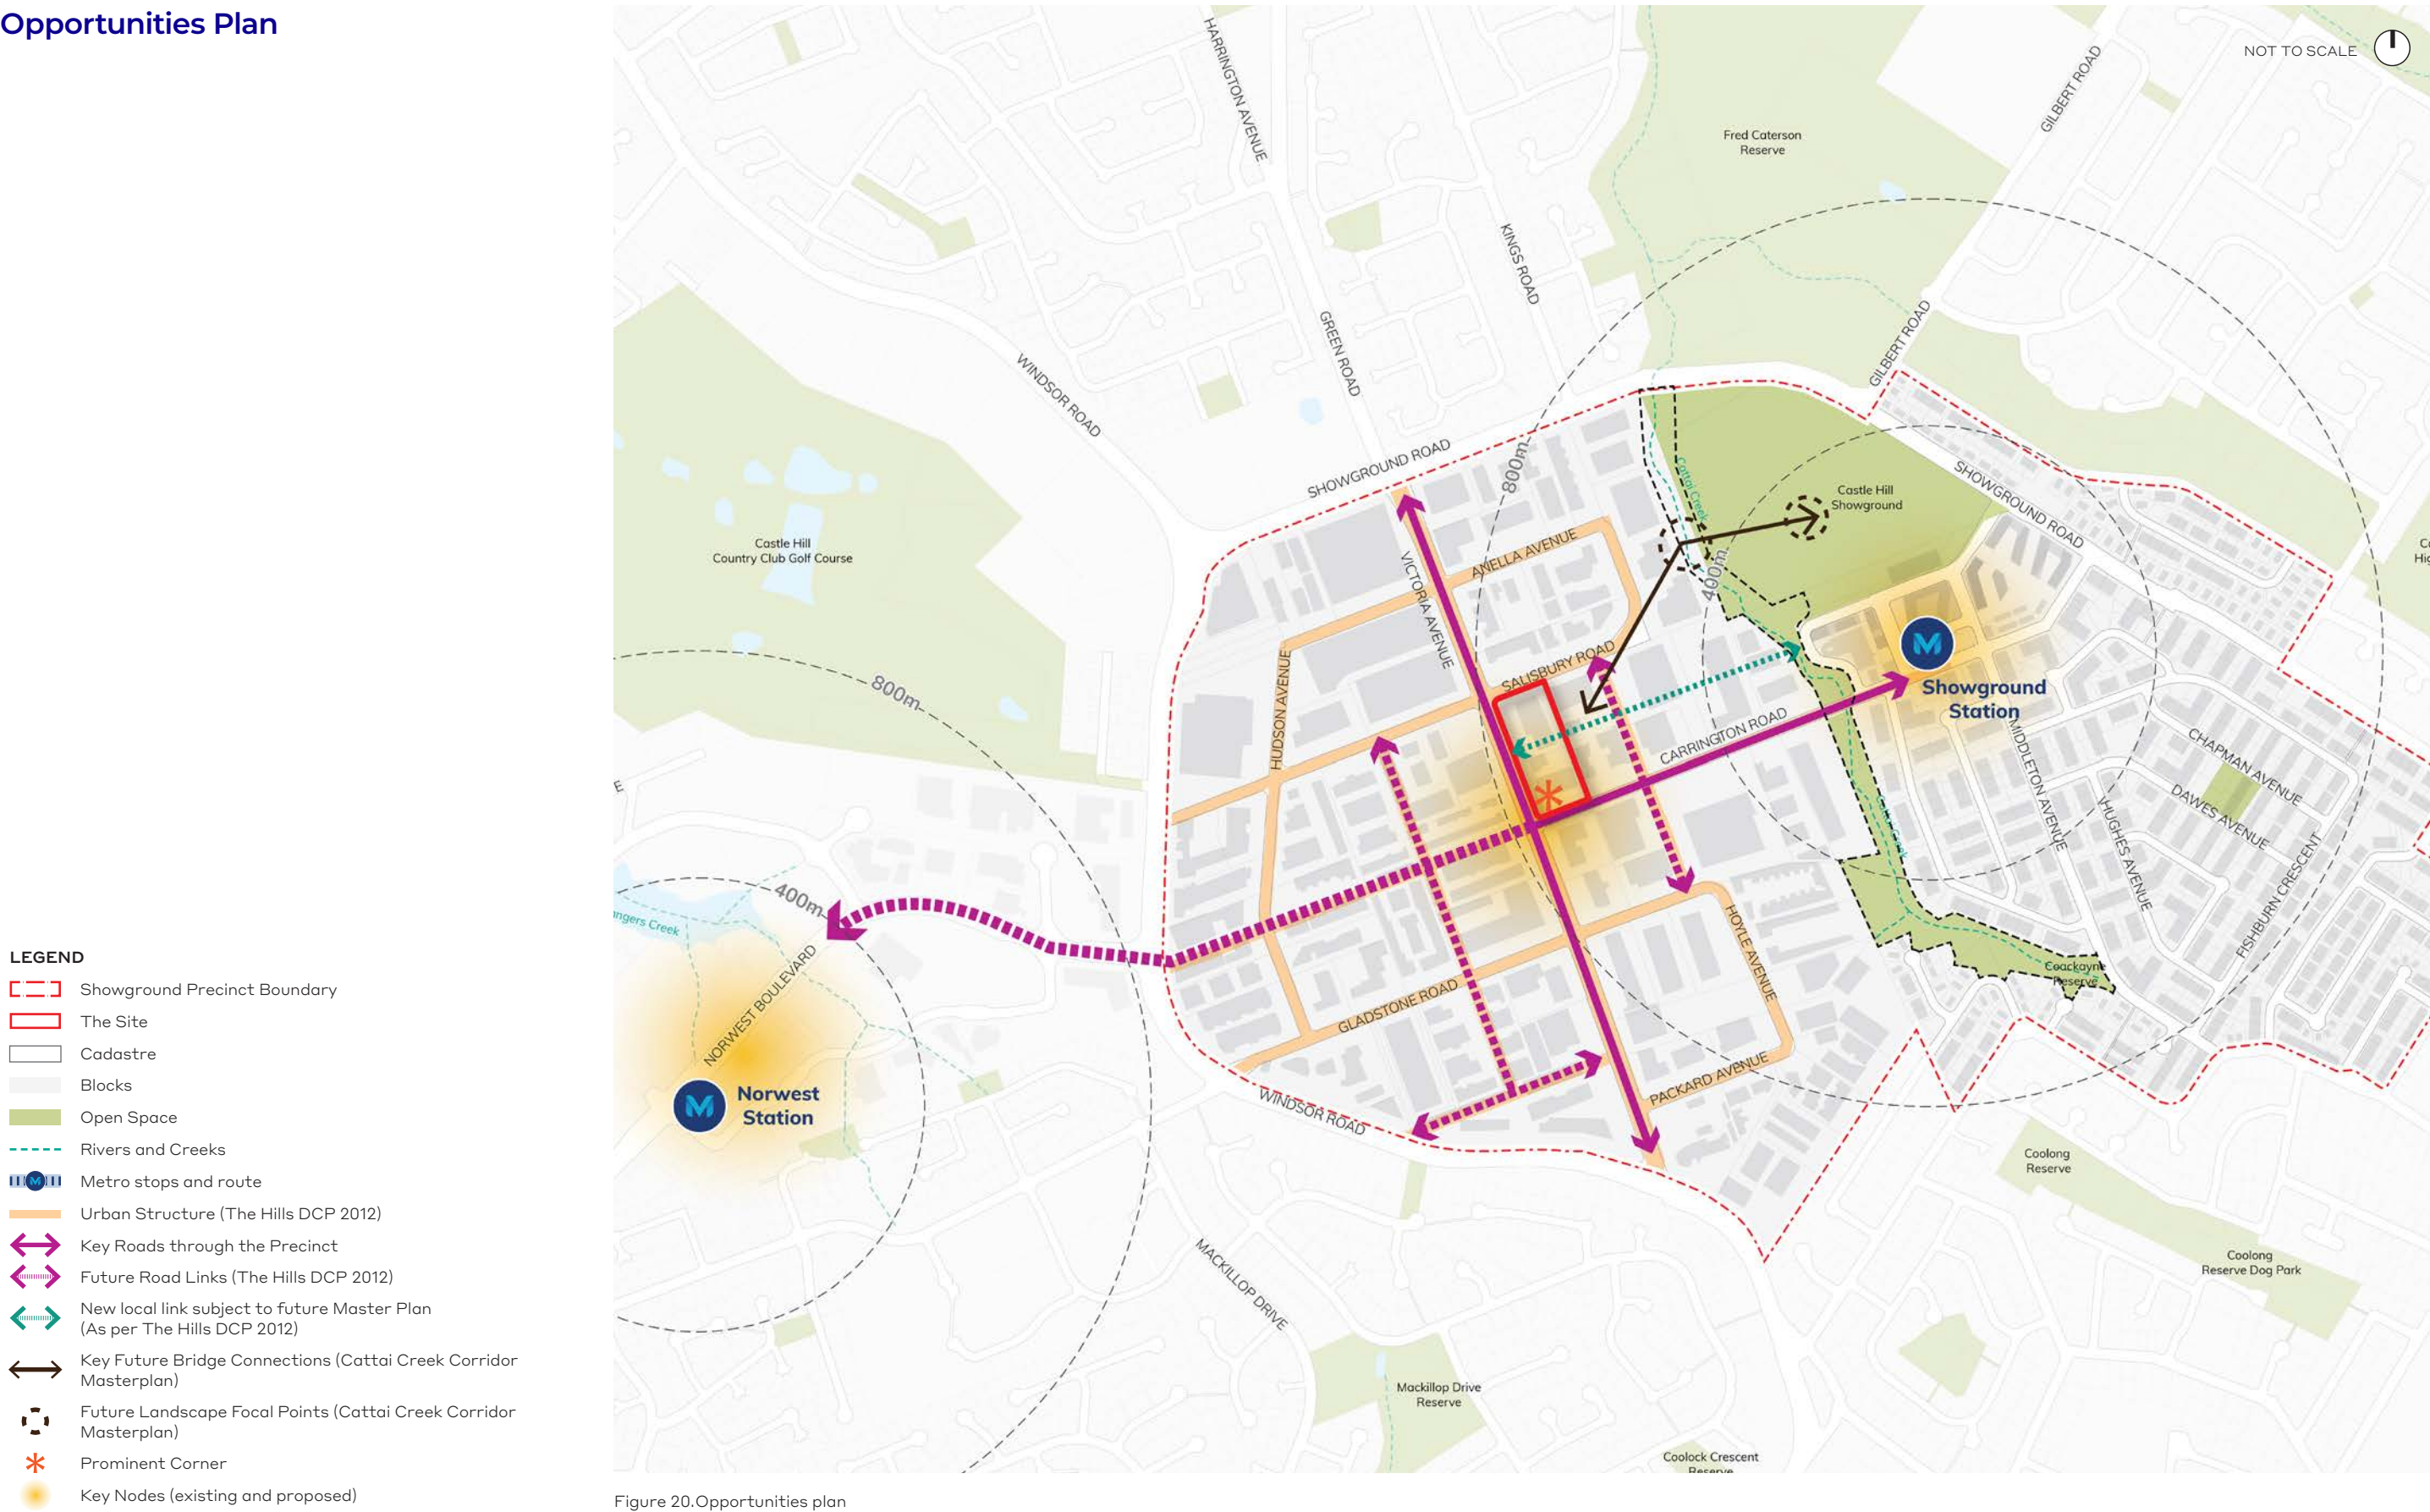 Opportunities Plan
NOT TO SCALE
HARRINGTON AVENUE
GILBERT ROAD
Fred Caterson
Reserve
KINGS ROAD
GREEN ROAD
WINDSOR ROAD
GILBERT ROAD
SHOWGROUND ROAD
800m
Cattai Creek
Castle Hill
Showground
SHOWGROUND ROAD
Castle Hill
Country Club Golf Course
ANELLA AVENUE
VICTORIA AVENUE
400m
SALISBURY ROAD
HUDSON AVENUE
M
Showground
Station
800m
CARRINGTON ROAD
MIDDLETON AVENUE
CHAPMAN AVENUE
DAWES AVENUE
HUGHES AVENUE
FISHBURN CRESCENT
E
400m
ngers Creek
NORWEST BOULEVARD
HOYLE AVENUE
Coackayne
Reserve
GLADSTONE ROAD
PACKARD AVENUE
M
Norwest
Station
WINDSOR ROAD
Coolong
Reserve
Coolong
Reserve Dog Park
MACKILLOP DRIVE
Mackillop Drive
Reserve
Coolock Crescent
Reserve
LEGEND
Showground Precinct Boundary
The Site
Cadastre
Blocks
Open Space
Rivers and Creeks
M
Metro stops and route
Urban Structure (The Hills DCP 2012)
Key Roads through the Precinct
Future Road Links (The Hills DCP 2012)
New local link subject to future Master Plan
(As per The Hills DCP 2012)
Key Future Bridge Connections (Cattai Creek Corridor
Masterplan)
Future Landscape Focal Points (Cattai Creek Corridor
Masterplan)
Prominent Corner
Key Nodes (existing and proposed)
Figure 20.Opportunities plan